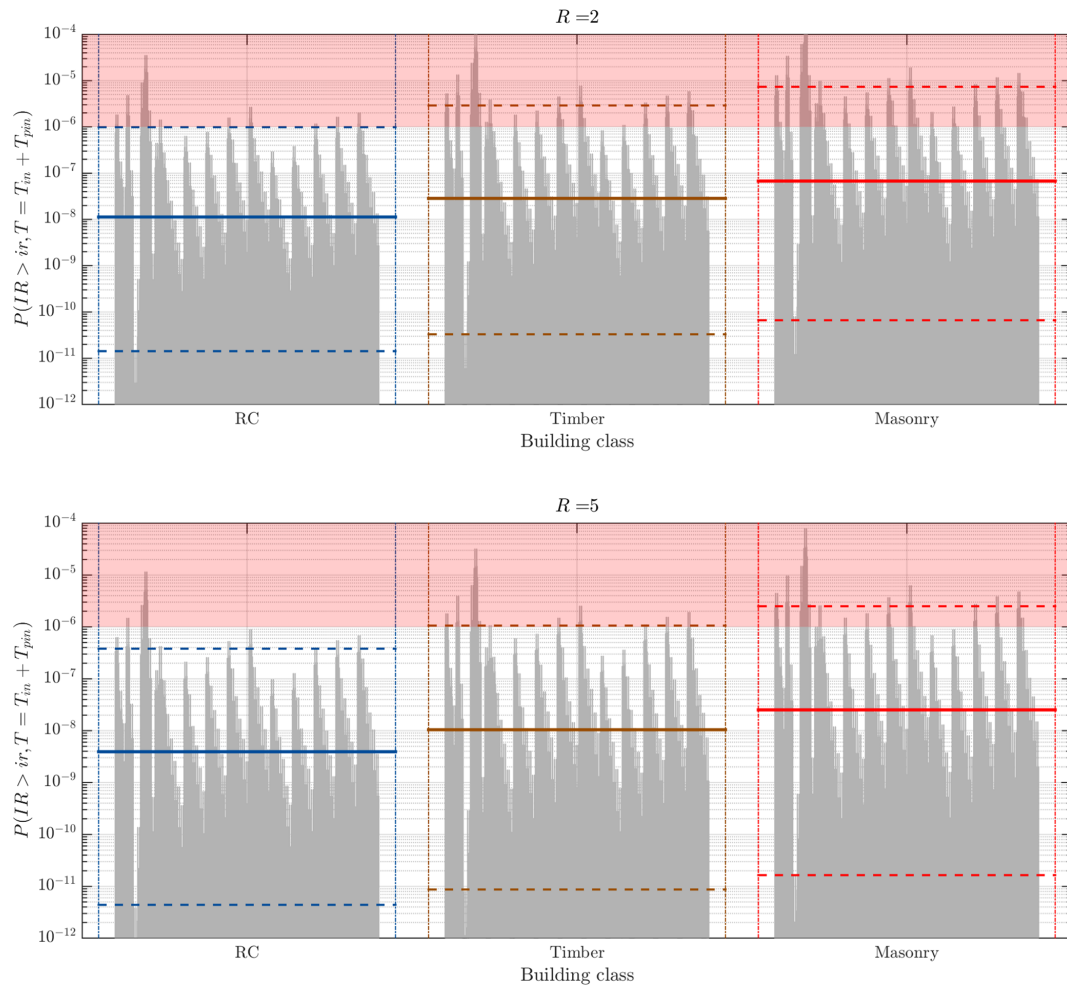 R =2
P(IR > ir, T = T_in + T_pin)
10^-4
10^-5
10^-6
10^-7
10^-8
10^-9
10^-10
10^-11
10^-12
RC Timber Masonry
Building class
R =5
P(IR > ir, T = T_in + T_pin)
10^-4
10^-5
10^-6
10^-7
10^-8
10^-9
10^-10
10^-11
10^-12
RC Timber Masonry
Building class